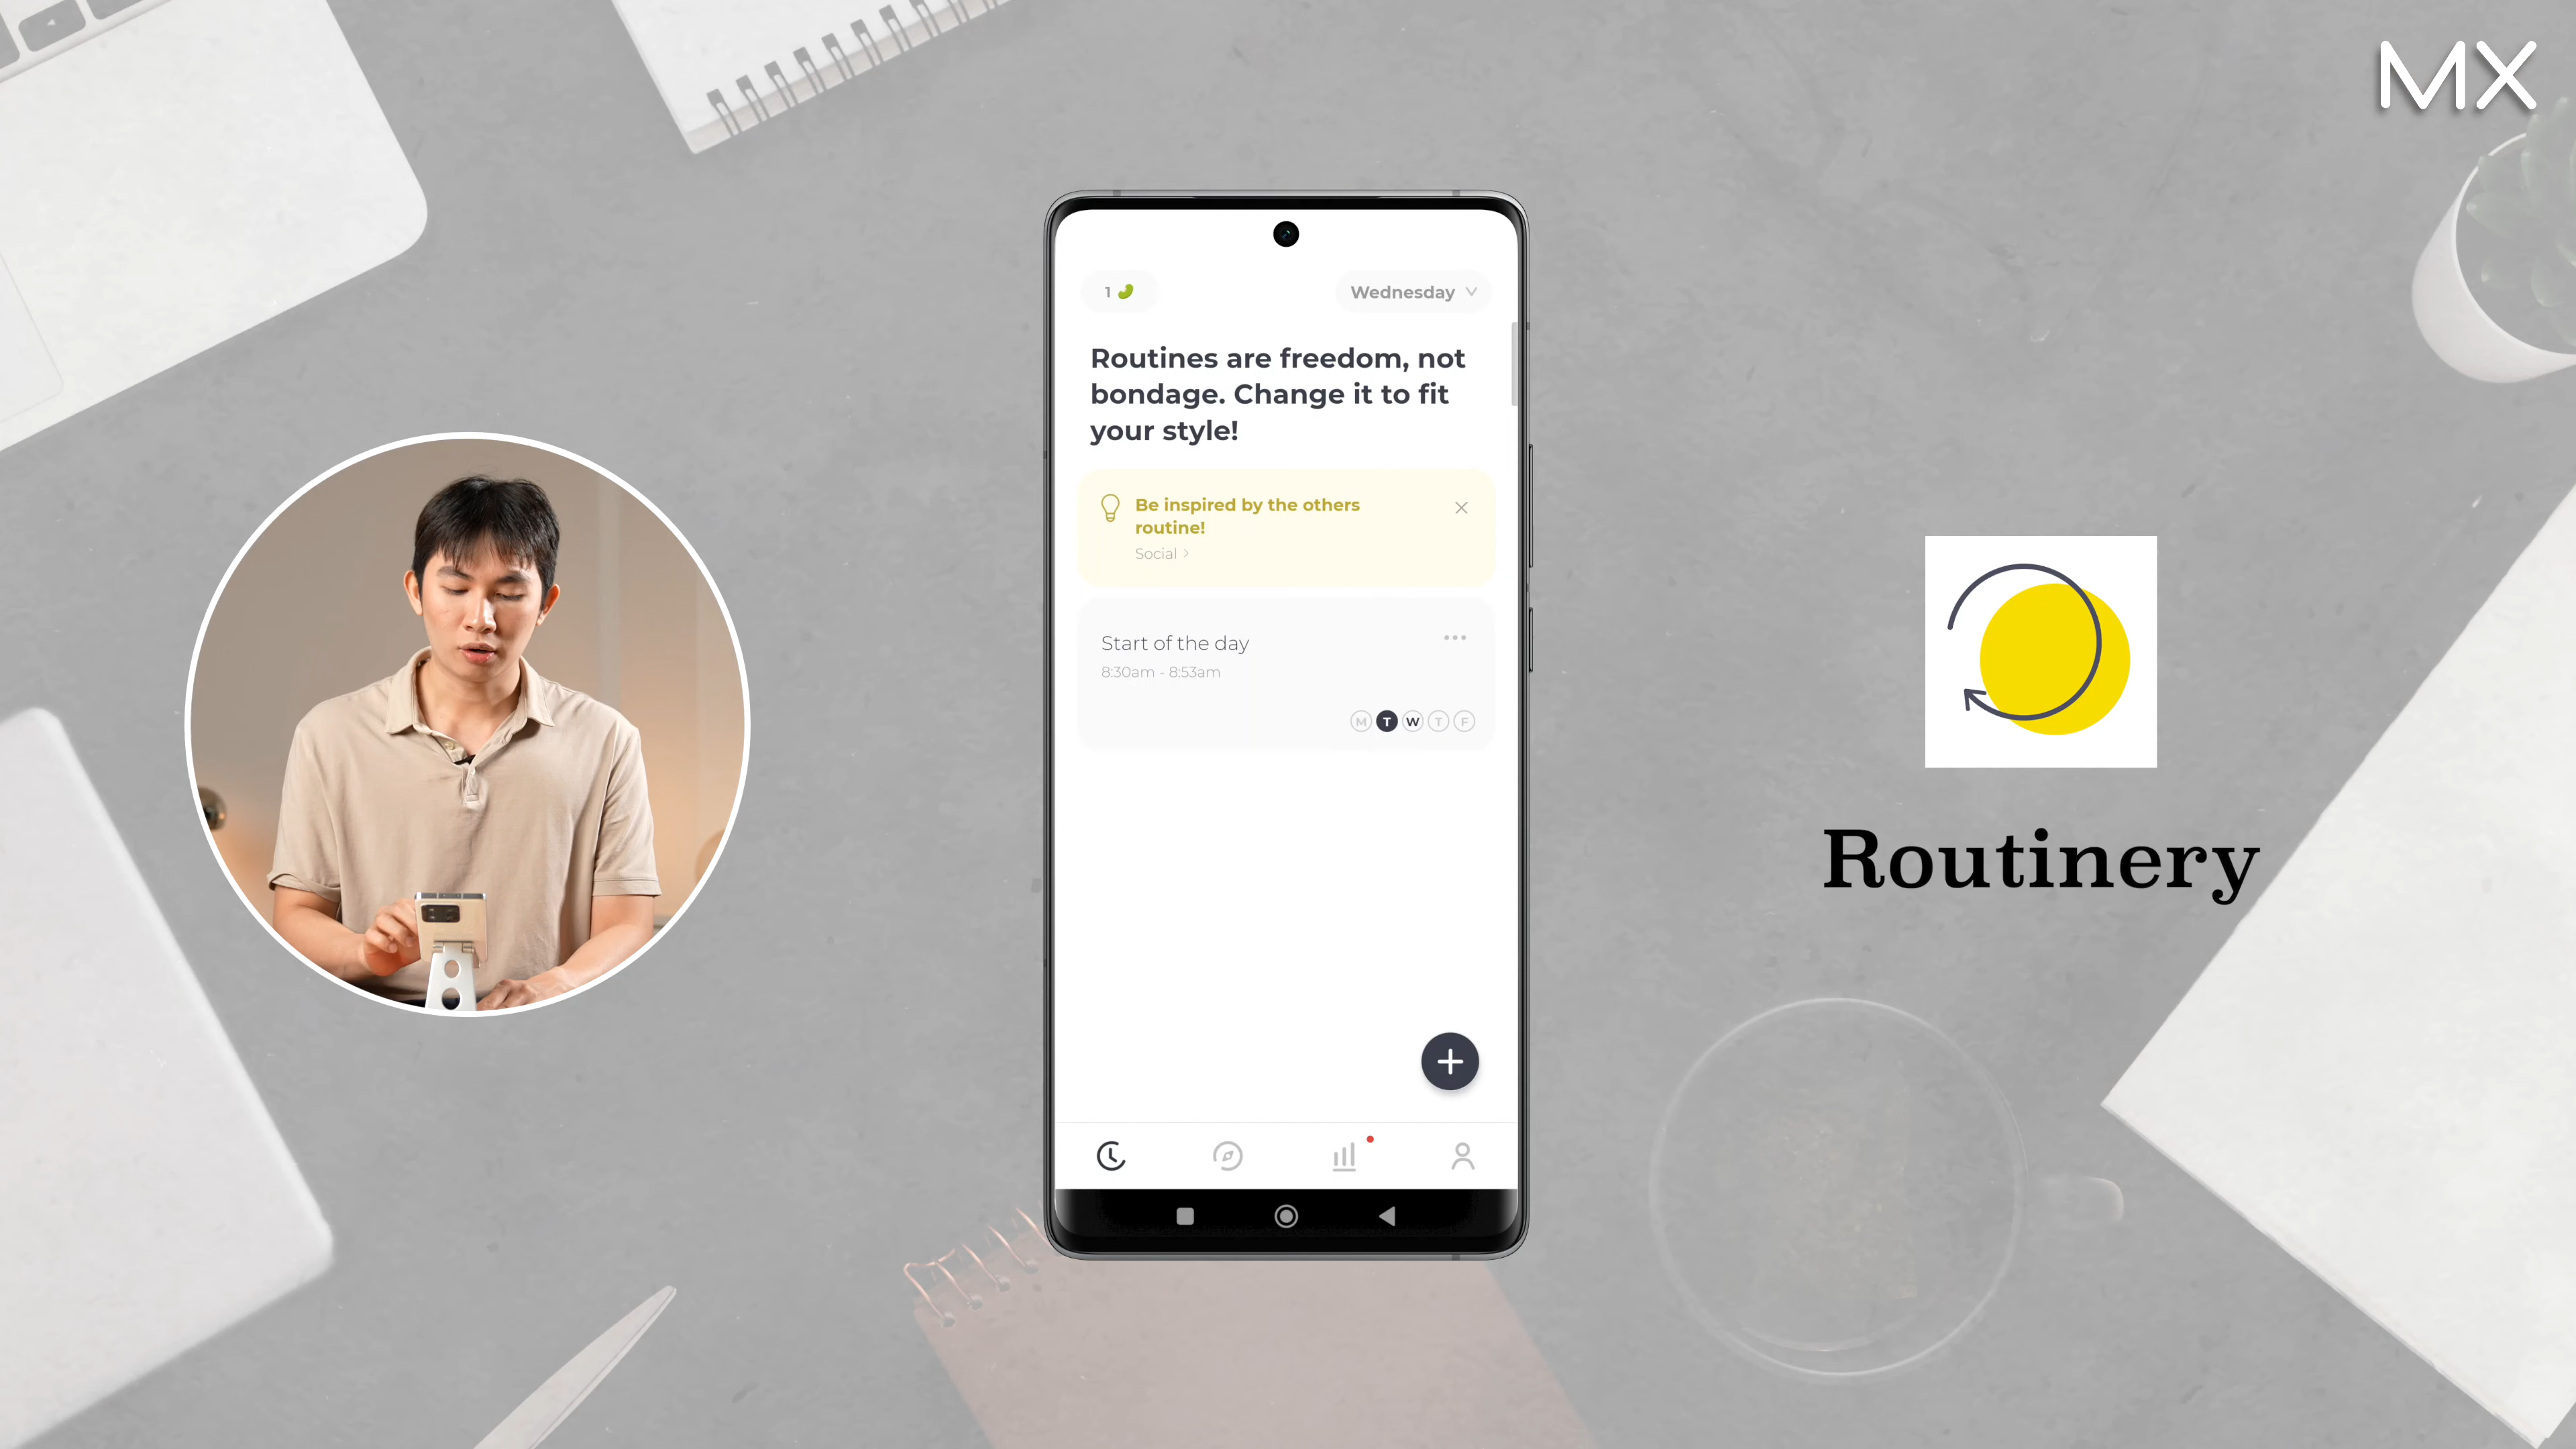 MX
1
Wednesday
Routines are freedom, not
bondage. Change it to fit
your style!
Be inspired by the others
routine!
Social >
Start of the day
8:30am - 8:53am
M T W T F
Routinery